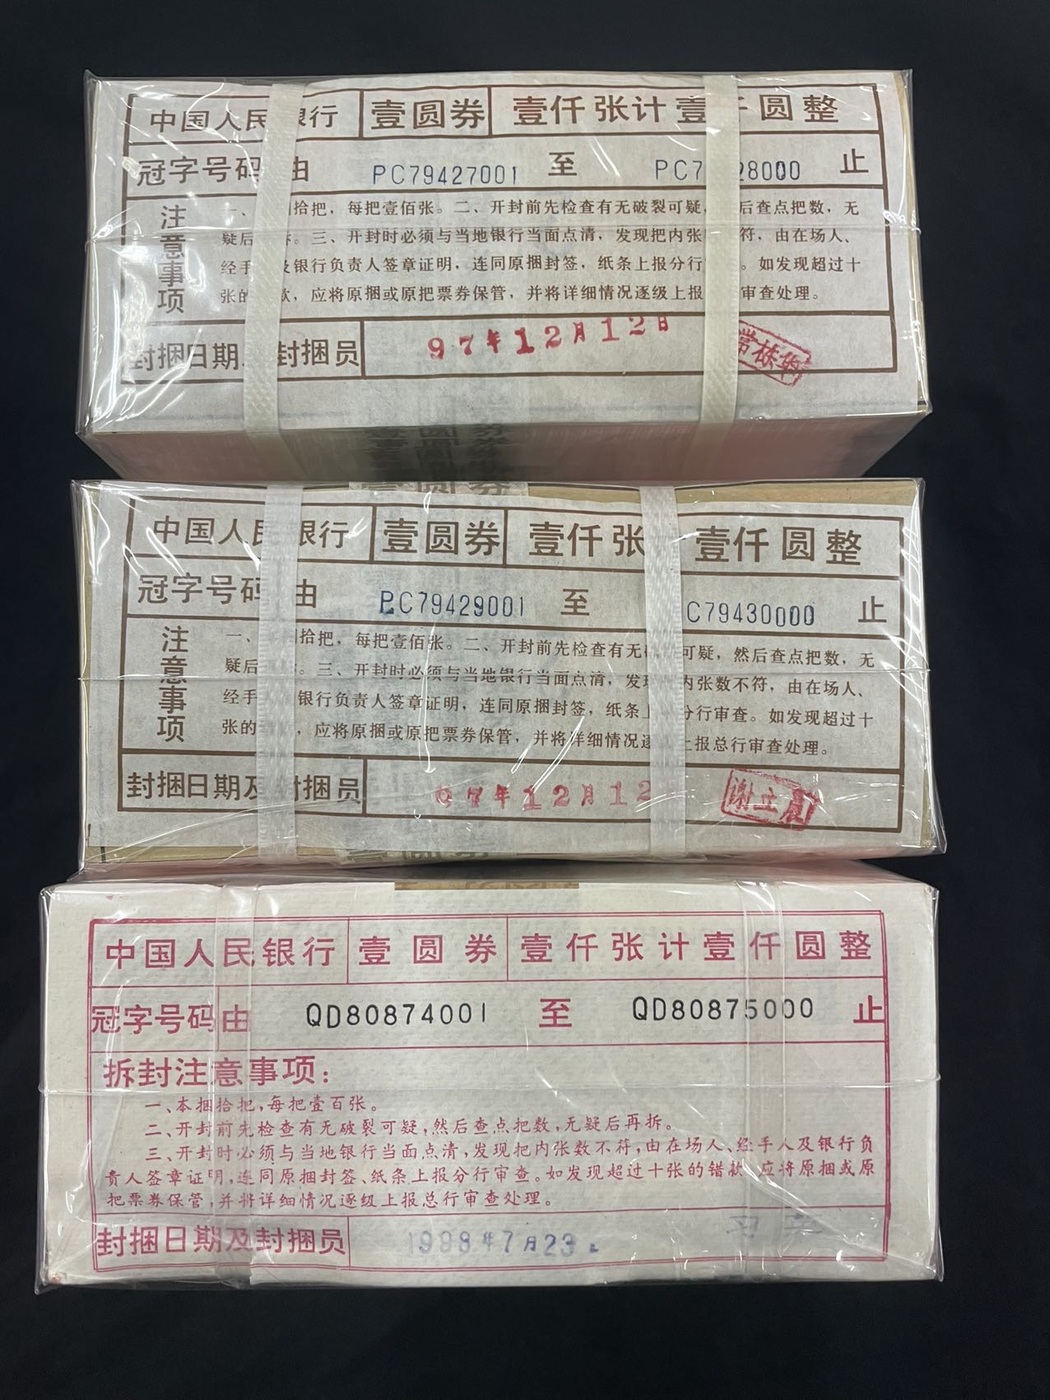 中国人民 银行 壹圆券 壹仟张计壹 圆整
冠字号码 由 PC79427001 至 PC7 28000 止
注意事项
一、 拾把，每把壹佰张。二、开封前先检查有无破裂可疑， 后查点把数，无
疑后 。三、开封时必须与当地银行当面点清，发现把内张 符，由在场人、
经手 及银行负责人签章证明，连同原捆封签，纸条上报分行 。如发现超过十
张的 款，应将原捆或原把票券保管，并将详细情况逐级上报 审查处理。
封捆日期 封捆员 97年12月12日
中国人民 银行 壹圆券 壹仟张 壹仟圆整
冠字号码 由 PC79429001 至 C79430000 止
注意事项
一、 拾把，每把壹佰张。二、开封前先检查有无 可疑，然后查点把数，无
疑后 。三、开封时必须与当地银行当面点清，发现 内张数不符，由在场人、
经手 银行负责人签章证明，连同原捆封签，纸条 分行审查。如发现超过十
张的 ，应将原捆或原把票券保管，并将详细情况逐 上报总行审查处理。
封捆日期及封捆员 97年12月12 谢立
中国人民银行 壹圆券 壹仟张计壹仟圆整
冠字号码由 QD80874001 至 QD80875000 止
拆封注意事项：
一、本捆拾把，每把壹百张。
二、开封前先检查有无破裂可疑，然后查点把数，无疑后再拆。
三、开封时必须与当地银行当面点清，发现把内张数不符，由在场人、经手人及银行负
责人签章证明，连同原捆封签、纸条上报分行审查。如发现超过十张的错款，应将原捆或原
把票券保管，并将详细情况逐级上报总行审查处理。
封捆日期及封捆员 1998年7月23